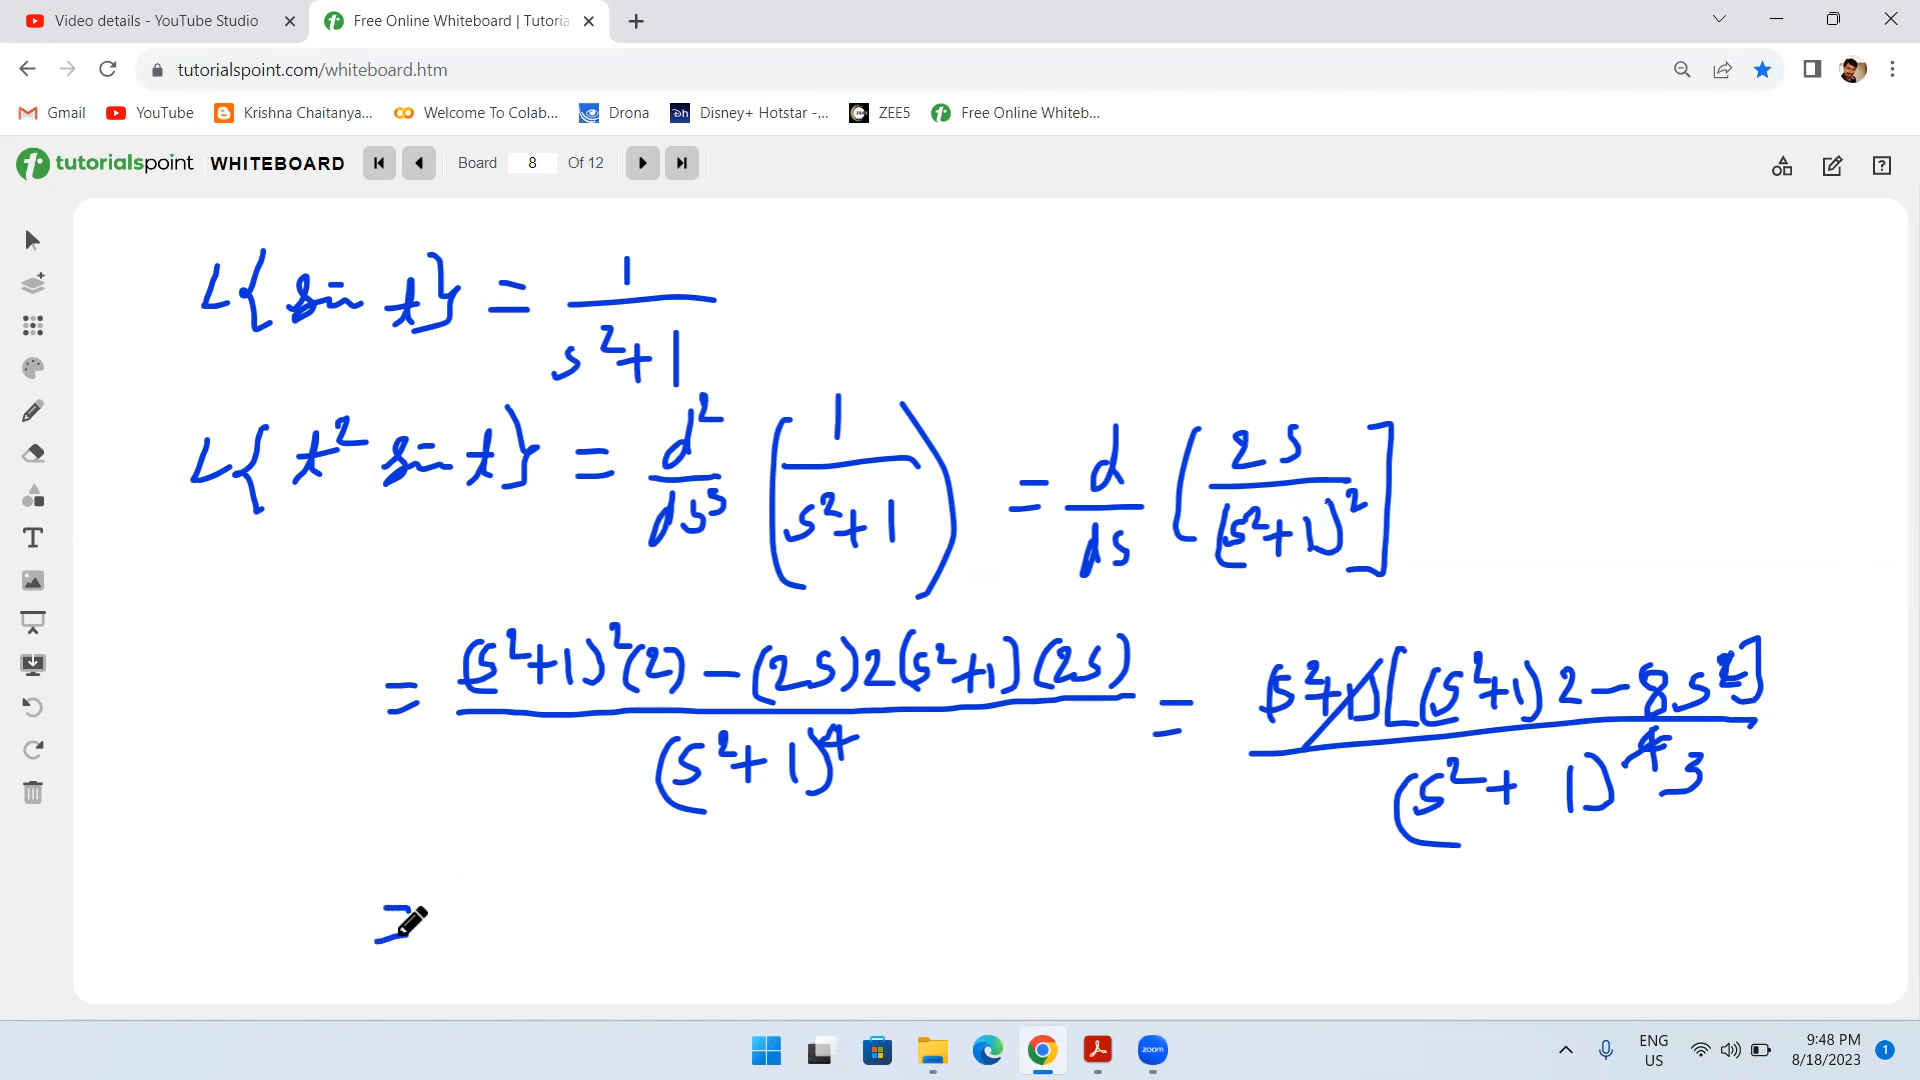 Video details - YouTube Studio
Free Online Whiteboard | Tutoria
tutorialspoint.com/whiteboard.htm
Gmail YouTube Krishna Chaitanya... Welcome To Colab... Drona Disney+ Hotstar -... ZEE5 Free Online Whiteb...
tutorialspoint WHITEBOARD Board 8 Of 12
L{ sin t} = 1/(s²+1)
L{ t² sin t} = d²/ds² (1/(s²+1)) = d/ds [2s/(s²+1)²]
= ((s²+1)²(2) - (2s)2(s²+1)(2s))/(s²+1)⁴ = ((s²+1)[(s²+1)2 - 8s²])/(s²+1)⁴ 3
=
zoom
ENG
US
9:48 PM
8/18/2023
1